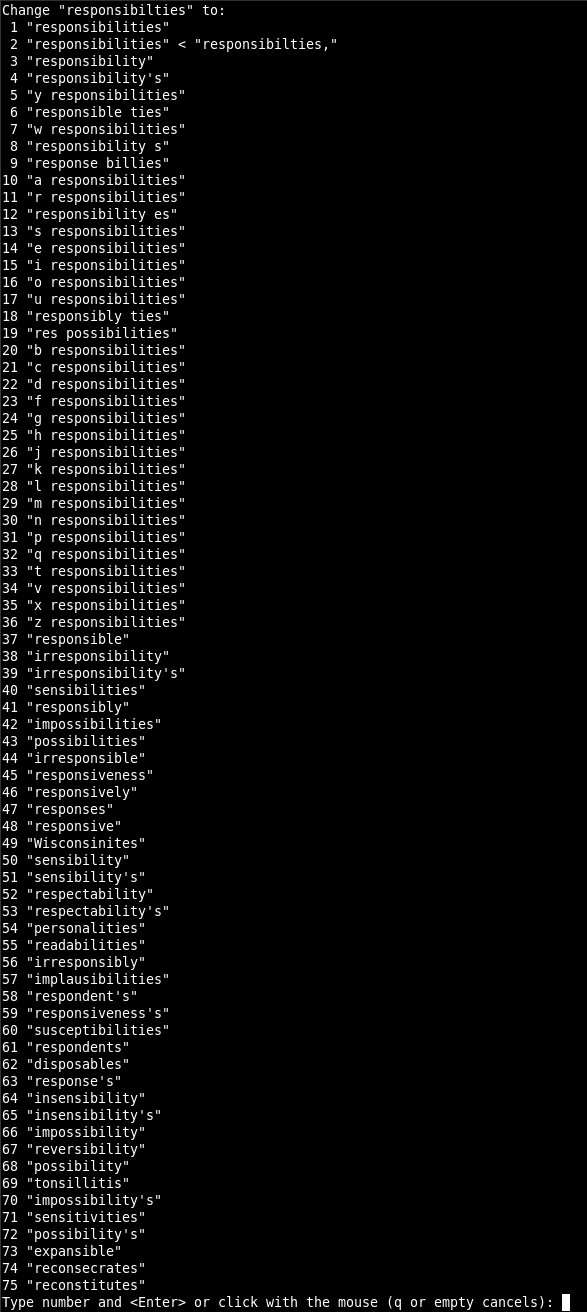 Change "responsibilties" to:
 1 "responsibilities"
 2 "responsibilities" < "responsibilties,"
 3 "responsibility"
 4 "responsibility's"
 5 "y responsibilities"
 6 "responsible ties"
 7 "w responsibilities"
 8 "responsibility s"
 9 "response billies"
10 "a responsibilities"
11 "r responsibilities"
12 "responsibility es"
13 "s responsibilities"
14 "e responsibilities"
15 "i responsibilities"
16 "o responsibilities"
17 "u responsibilities"
18 "responsibly ties"
19 "res possibilities"
20 "b responsibilities"
21 "c responsibilities"
22 "d responsibilities"
23 "f responsibilities"
24 "g responsibilities"
25 "h responsibilities"
26 "j responsibilities"
27 "k responsibilities"
28 "l responsibilities"
29 "m responsibilities"
30 "n responsibilities"
31 "p responsibilities"
32 "q responsibilities"
33 "t responsibilities"
34 "v responsibilities"
35 "x responsibilities"
36 "z responsibilities"
37 "responsible"
38 "irresponsibility"
39 "irresponsibility's"
40 "sensibilities"
41 "responsibly"
42 "impossibilities"
43 "possibilities"
44 "irresponsible"
45 "responsiveness"
46 "responsively"
47 "responses"
48 "responsive"
49 "Wisconsinites"
50 "sensibility"
51 "sensibility's"
52 "respectability"
53 "respectability's"
54 "personalities"
55 "readabilities"
56 "irresponsibly"
57 "implausibilities"
58 "respondent's"
59 "responsiveness's"
60 "susceptibilities"
61 "respondents"
62 "disposables"
63 "response's"
64 "insensibility"
65 "insensibility's"
66 "impossibility"
67 "reversibility"
68 "possibility"
69 "tonsillitis"
70 "impossibility's"
71 "sensitivities"
72 "possibility's"
73 "expansible"
74 "reconsecrates"
75 "reconstitutes"
Type number and <Enter> or click with the mouse (q or empty cancels):